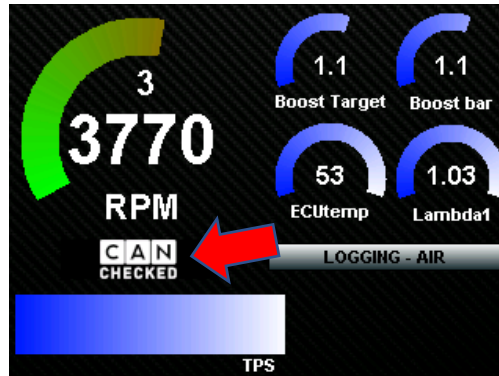 3
3770
RPM
CAN
CHECKED
TPS
1.1
Boost Target
1.1
Boost bar
53
ECUtemp
1.03
Lambda1
LOGGING - AIR